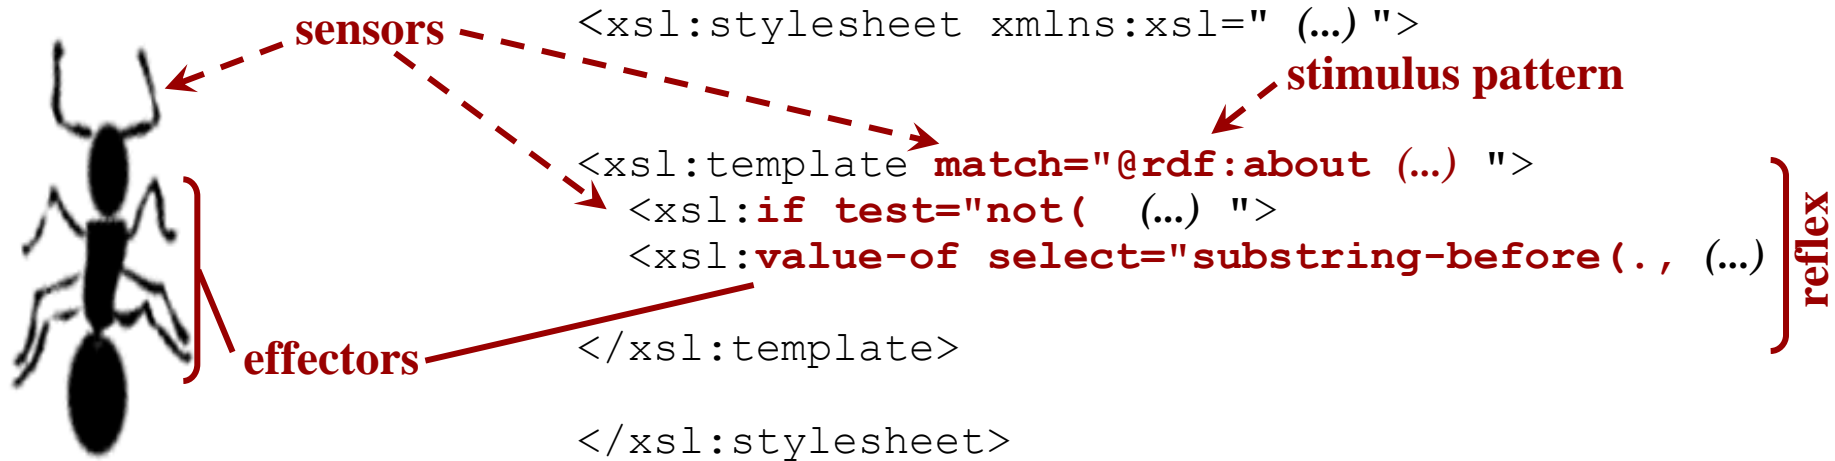 sensors
<xsl:stylesheet xmlns:xsl=" (...) ">
stimulus pattern
<xsl:template match="@rdf:about (...) ">
<xsl:if test="not( (...) ">
<xsl:value-of select="substring-before(., (...)
reflex
effectors
</xsl:template>
</xsl:stylesheet>